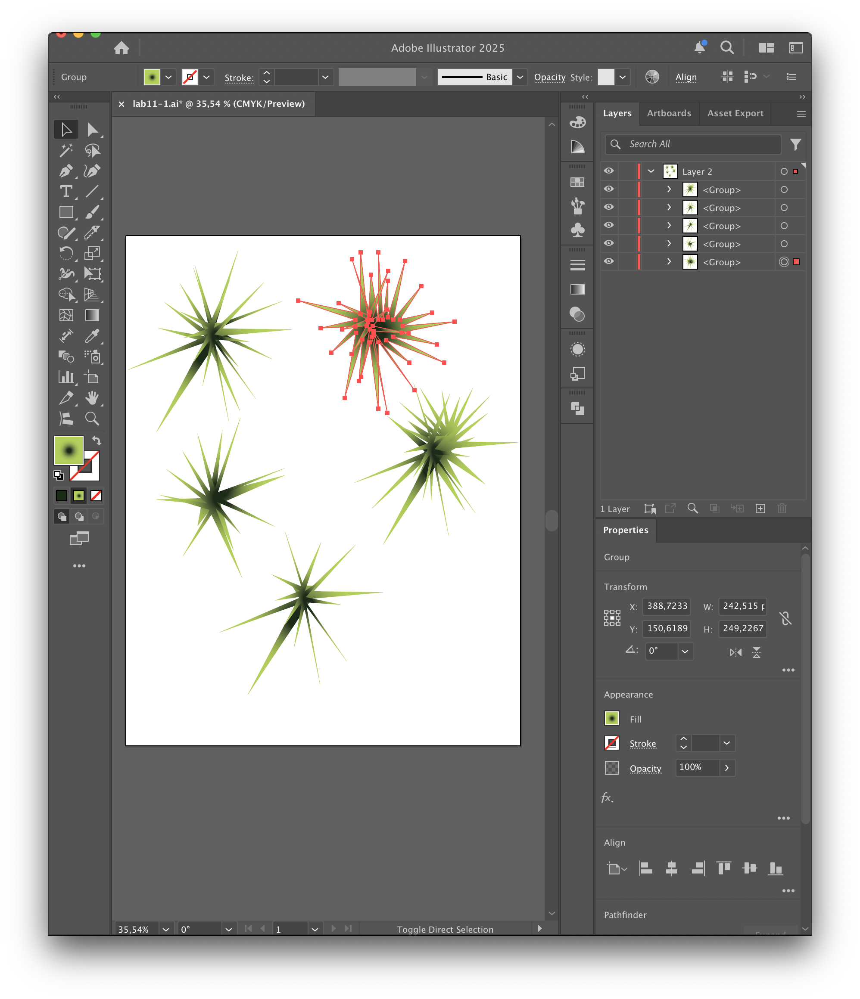 Adobe Illustrator 2025
Group
Stroke:
Basic
Opacity
Style:
Align
× lab11-1.ai* @ 35,54 % (CMYK/Preview)
Layers
Artboards
Asset Export
Search All
Layer 2
<Group>
<Group>
<Group>
<Group>
<Group>
1 Layer
Properties
Group
Transform
X: 388,7233
W: 242,515 p
Y: 150,6189
H: 249,2267
0°
Appearance
Fill
Stroke
Opacity
100%
fx
Align
Pathfinder
35,54%
0°
1
Toggle Direct Selection